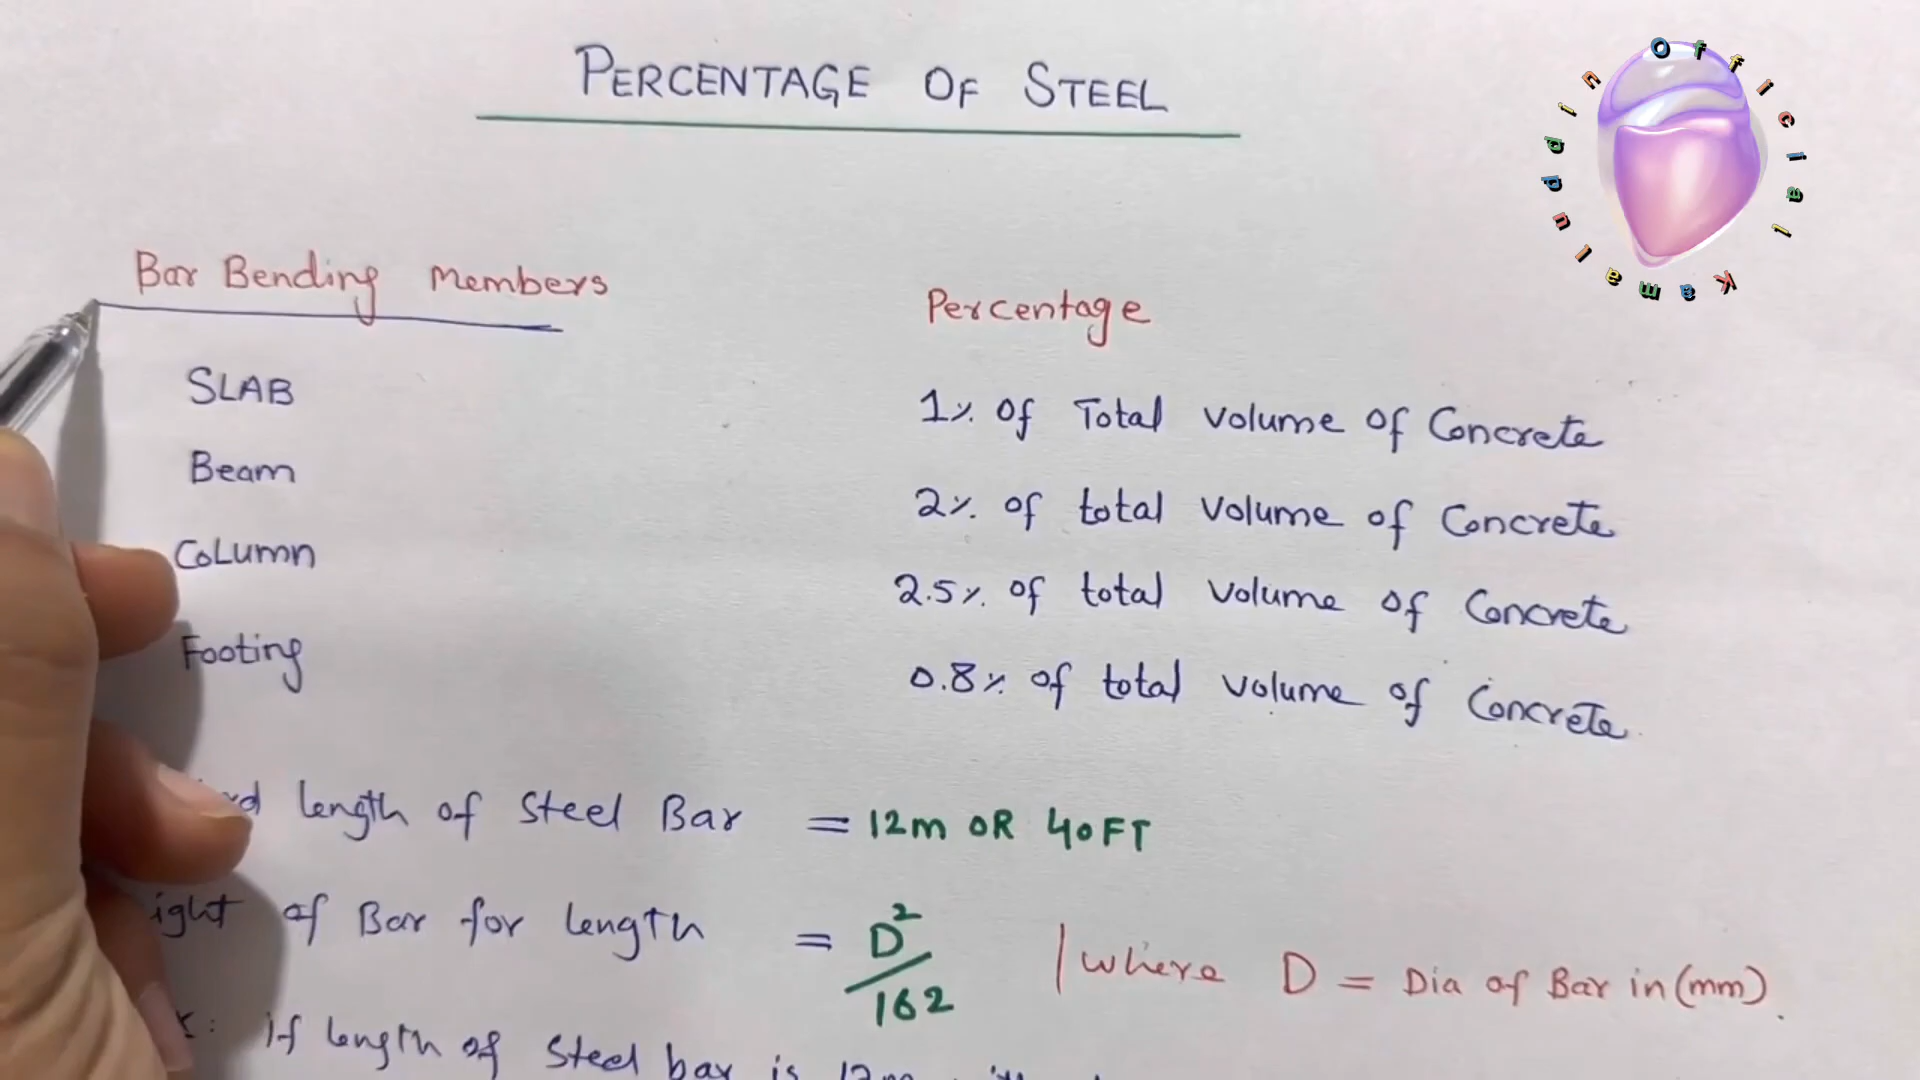 PERCENTAGE OF STEEL
Kamaluddin Official
Bar Bending Members Percentage
SLAB 1% of Total volume of Concrete
Beam 2% of total volume of Concrete
Column 2.5% of total volume of Concrete
Footing 0.8% of total volume of Concrete
length of Steel Bar = 12m OR 40FT
of Bar for length = D²/162 | where D = Dia of Bar in (mm).
if length of Steel bar is 12m